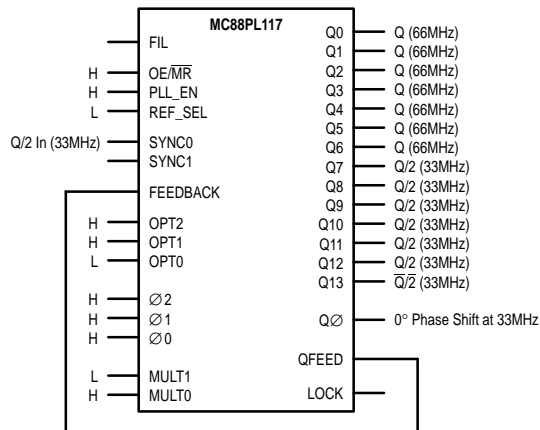 MC88PL117
FIL
H OE/M̅R̅
H PLL_EN
L REF_SEL
Q/2 In (33MHz) SYNC0
SYNC1
FEEDBACK
H OPT2
H OPT1
L OPT0
H ∅2
H ∅1
H ∅0
L MULT1
H MULT0
Q0 Q (66MHz)
Q1 Q (66MHz)
Q2 Q (66MHz)
Q3 Q (66MHz)
Q4 Q (66MHz)
Q5 Q (66MHz)
Q6 Q (66MHz)
Q7 Q/2 (33MHz)
Q8 Q/2 (33MHz)
Q9 Q/2 (33MHz)
Q10 Q/2 (33MHz)
Q11 Q/2 (33MHz)
Q12 Q/2 (33MHz)
Q13 Q̅/2̅ (33MHz)
Q∅ 0° Phase Shift at 33MHz
QFEED
LOCK